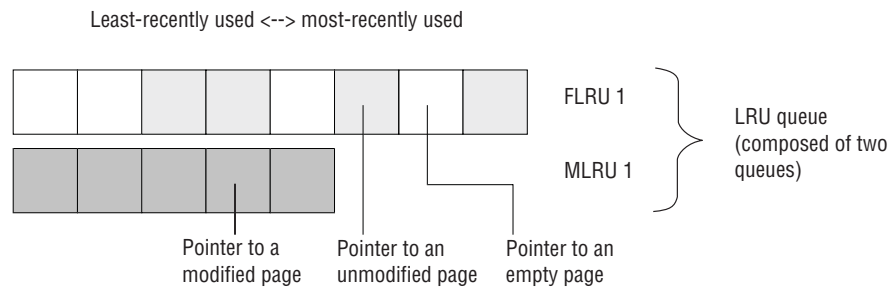 Least-recently used <--> most-recently used
FLRU 1
MLRU 1
LRU queue
(composed of two
queues)
Pointer to a
modified page
Pointer to an
unmodified page
Pointer to an
empty page